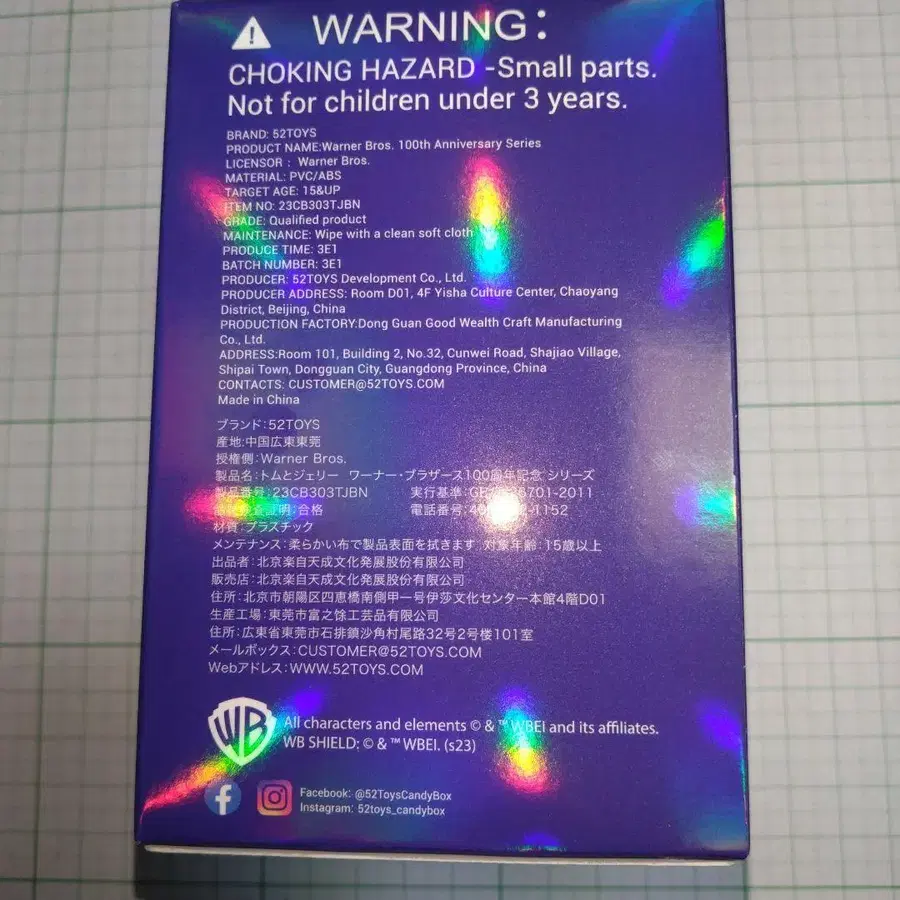 WARNING:
CHOKING HAZARD -Small parts.
Not for children under 3 years.
BRAND: 52TOYS
PRODUCT NAME:Warner Bros. 100th Anniversary Series
LICENSOR : Warner Bros.
MATERIAL: PVC/ABS
TARGET AGE: 15&UP
ITEM NO: 23CB303TJBN
GRADE: Qualified product
MAINTENANCE: Wipe with a clean soft cloth
PRODUCE TIME: 3E1
BATCH NUMBER: 3E1
PRODUCER: 52TOYS Development Co., Ltd.
PRODUCER ADDRESS: Room D01, 4F Yisha Culture Center, Chaoyang
District, Beijing, China
PRODUCTION FACTORY:Dong Guan Good Wealth Craft Manufacturing
Co., Ltd.
ADDRESS:Room 101, Building 2, No.32, Cunwei Road, Shajiao Village,
Shipai Town, Dongguan City, Guangdong Province, China
CONTACTS: CUSTOMER@52TOYS.COM
Made in China
ブランド:52TOYS
産地:中国広東東莞
授権側:Warner Bros.
製品名:トムとジェリー ワーナー・ブラザース100周年記念 シリーズ
製品番号:23CB303TJBN 実行基準:
合格 電話番号:
材質:プラスチック
メンテナンス:柔らかい布で製品表面を拭きます 対象年齢:15歳以上
出品者:北京楽自天成文化発展股份有限公司
販売店:北京楽自天成文化発展股份有限公司
住所:北京市朝陽区四恵橋南側甲一号伊莎文化センター本館4階D01
生産工場:東莞市富之馀工芸品有限公司
住所:広東省東莞市石排鎮沙角村尾路32号2号楼101室
メールボックス:CUSTOMER@52TOYS.COM
Webアドレス:WWW.52TOYS.COM
WB
All characters and elements © & ™ WBEI and its affiliates.
WB SHIELD: © & ™ WBEI. (s23)
Facebook: @52ToysCandyBox
Instagram: 52toys_candybox